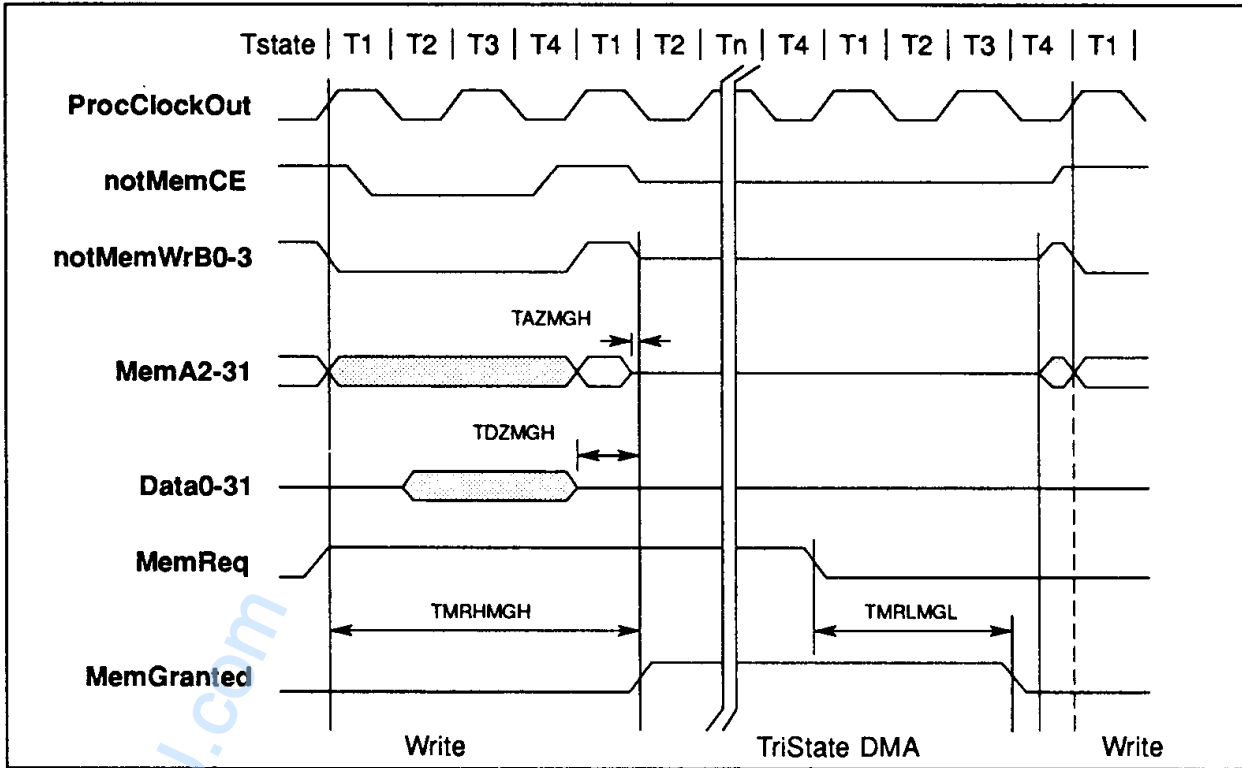 Tstate | T1 | T2 | T3 | T4 | T1 | T2 | Tn | T4 | T1 | T2 | T3 | T4 | T1 |
ProcClockOut
notMemCE
notMemWrB0-3
TAZMGH
MemA2-31
TDZMGH
Data0-31
MemReq
TMRHMGH TMRLMGL
MemGranted
Write TriState DMA Write
.com